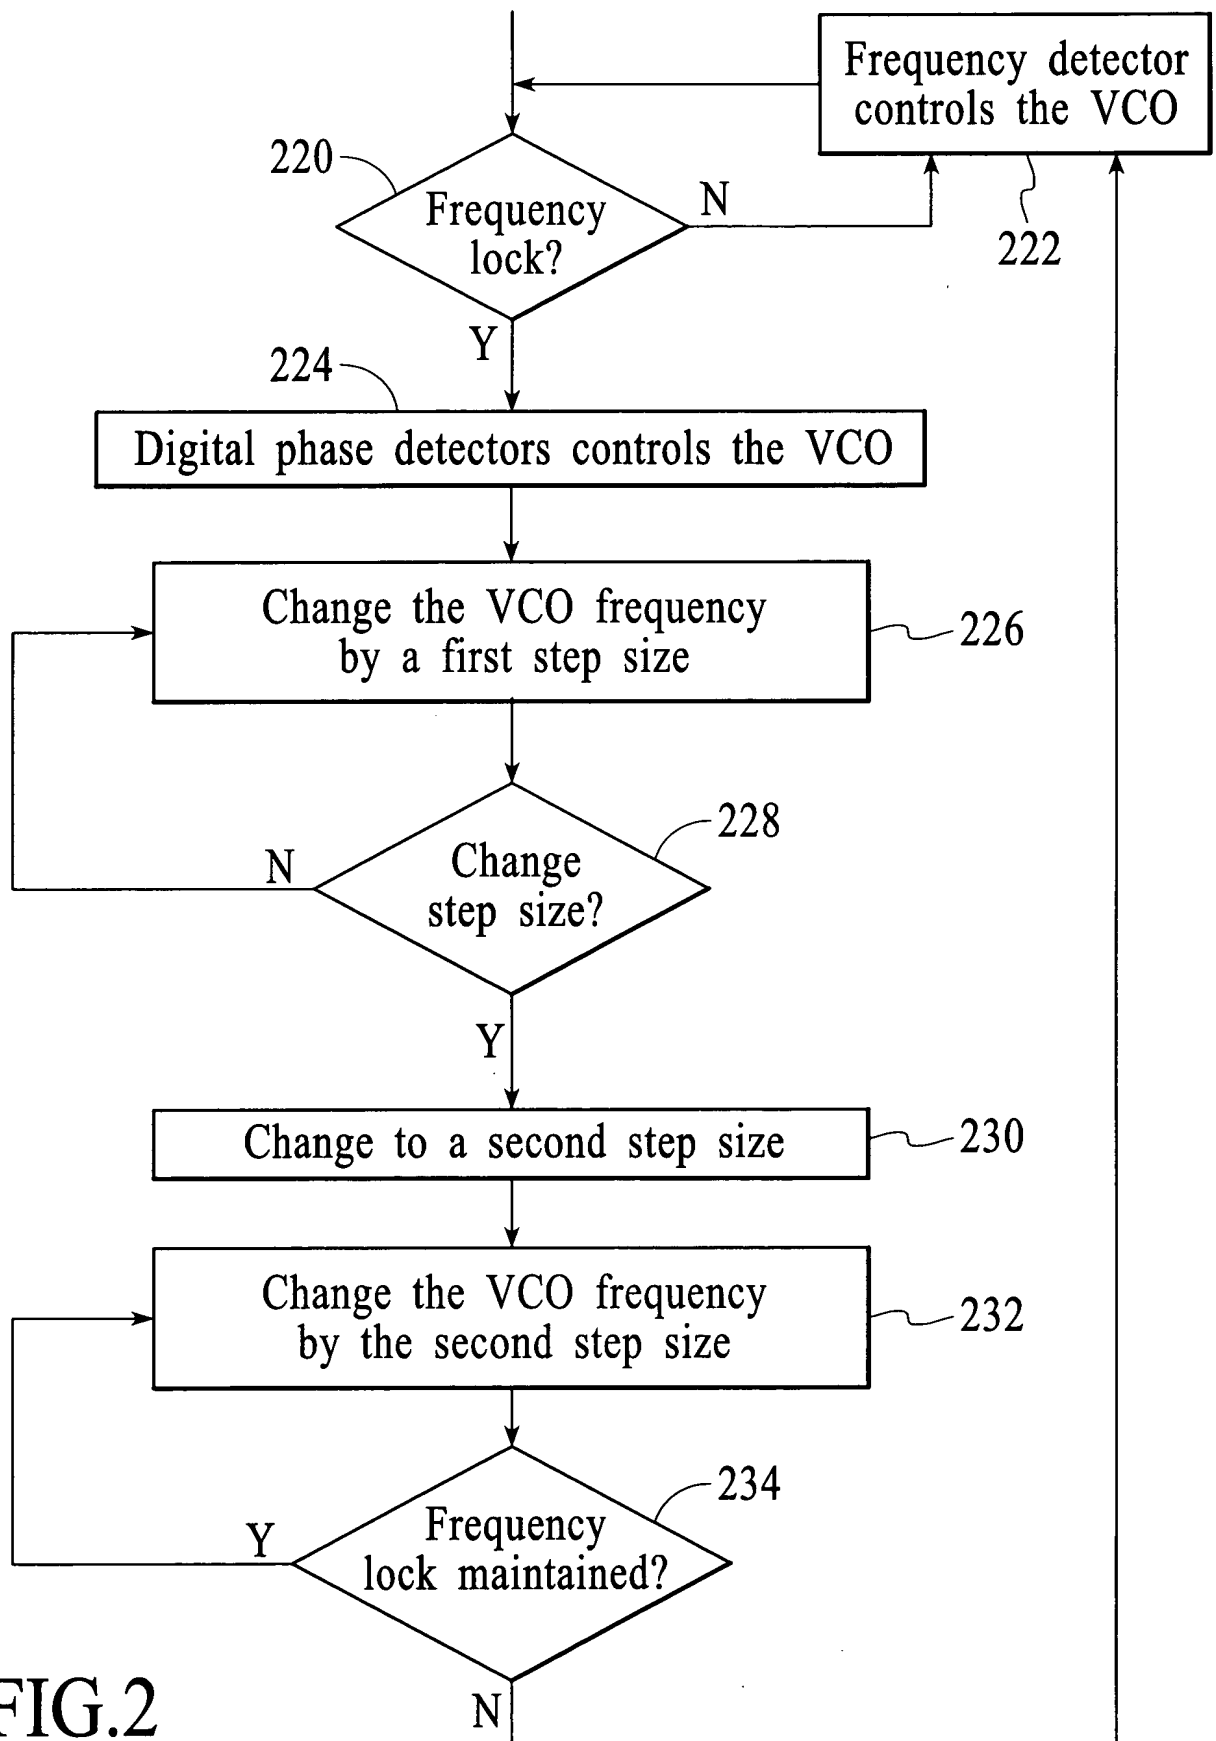 Frequency detector
controls the VCO
220
Frequency
lock?
N
222
Y
224
Digital phase detectors controls the VCO
Change the VCO frequency
by a first step size
226
228
Change
step size?
N
Y
Change to a second step size
230
Change the VCO frequency
by the second step size
232
234
Frequency
lock maintained?
Y
N
FIG.2